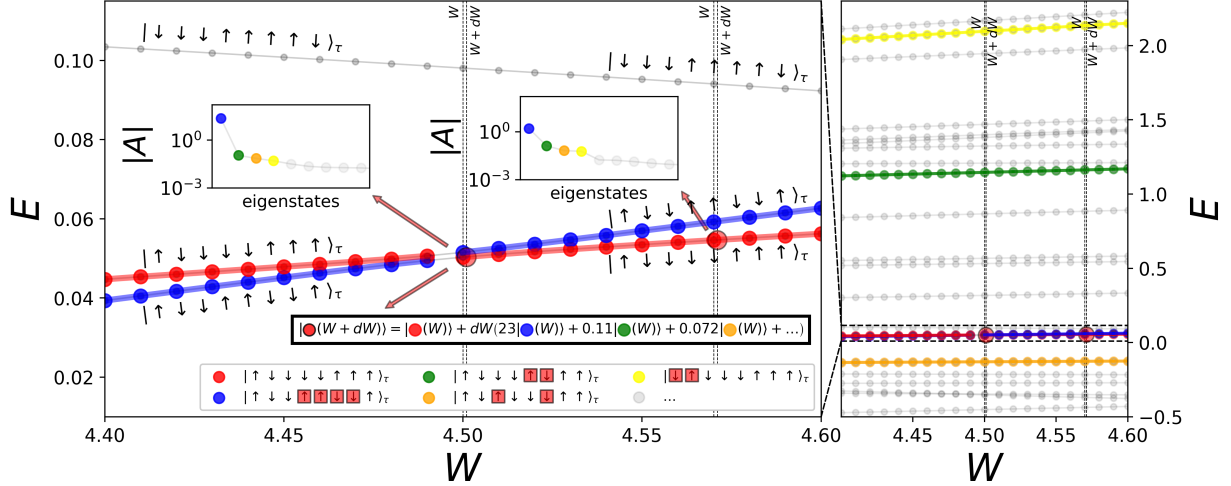 0.10
0.08
0.06
0.04
0.02
E
4.40
4.45
4.50
4.55
4.60
W
|↓ ↓ ↓ ↑ ↑ ↑ ↑ ↓⟩τ
|↓ ↓ ↓ ↑ ↑ ↑ ↑ ↓⟩τ
W
W + dW
W
W + dW
|A|
10⁰
10⁻³
eigenstates
|A|
10⁰
10⁻³
eigenstates
|↑ ↓ ↓ ↓ ↓ ↑ ↑ ↑⟩τ
|↑ ↓ ↓ ↑ ↑ ↓ ↓ ↑⟩τ
|↑ ↓ ↓ ↑ ↑ ↓ ↓ ↑⟩τ
|↑ ↓ ↓ ↓ ↓ ↑ ↑ ↑⟩τ
|●(W + dW)⟩ = |●(W)⟩ + dW(23|●(W)⟩ + 0.11|●(W)⟩ + 0.072|●(W)⟩ + ...)
|↑ ↓ ↓ ↓ ↓ ↑ ↑ ↑⟩τ
|↑ ↓ ↓ ↓ ↑ ↓ ↑ ↑⟩τ
|↓ ↑ ↓ ↓ ↓ ↑ ↑ ↑⟩τ
|↑ ↓ ↓ ↑ ↑ ↓ ↓ ↑⟩τ
|↑ ↓ ↑ ↓ ↓ ↓ ↑ ↑⟩τ
...
W
W + dW
W
W + dW
2.0
1.5
1.0
0.5
0.0
−0.5
E
4.45
4.50
4.55
4.60
W